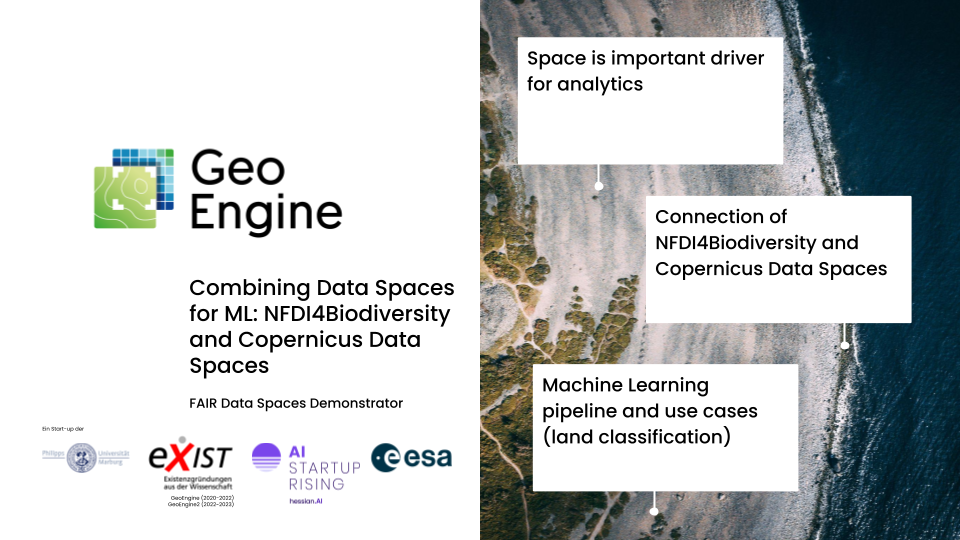 Geo
Engine
Combining Data Spaces
for ML: NFDI4Biodiversity
and Copernicus Data
Spaces
FAIR Data Spaces Demonstrator
Ein Start-up der
Philipps
Universität
Marburg
eXIST
Existenzgründungen
aus der Wissenschaft
GeoEngine (2020-2022)
GeoEngine2 (2022-2023)
AI
STARTUP
RISING
hessian.AI
esa
Space is important driver
for analytics
Connection of
NFDI4Biodiversity and
Copernicus Data Spaces
Machine Learning
pipeline and use cases
(land classification)